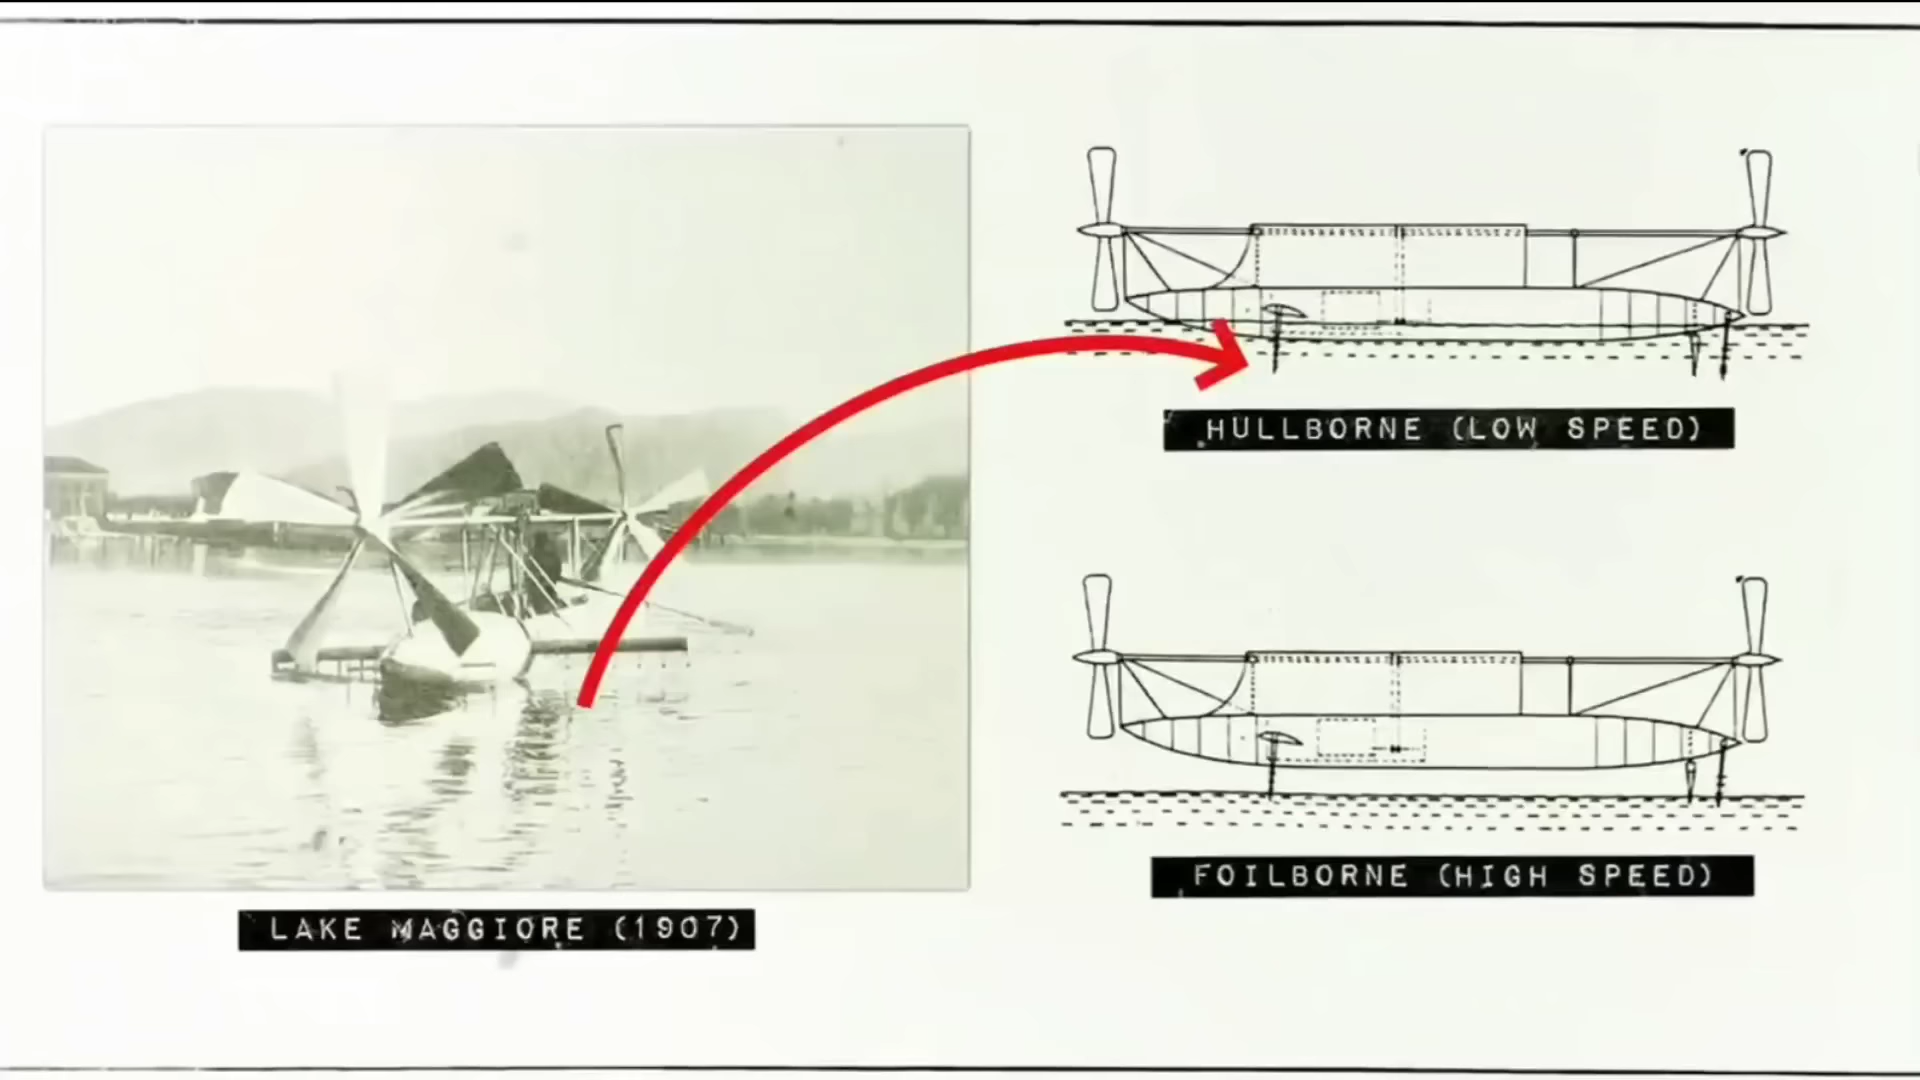 HULLBORNE (LOW SPEED)
FOILBORNE (HIGH SPEED)
LAKE MAGGIORE (1907)